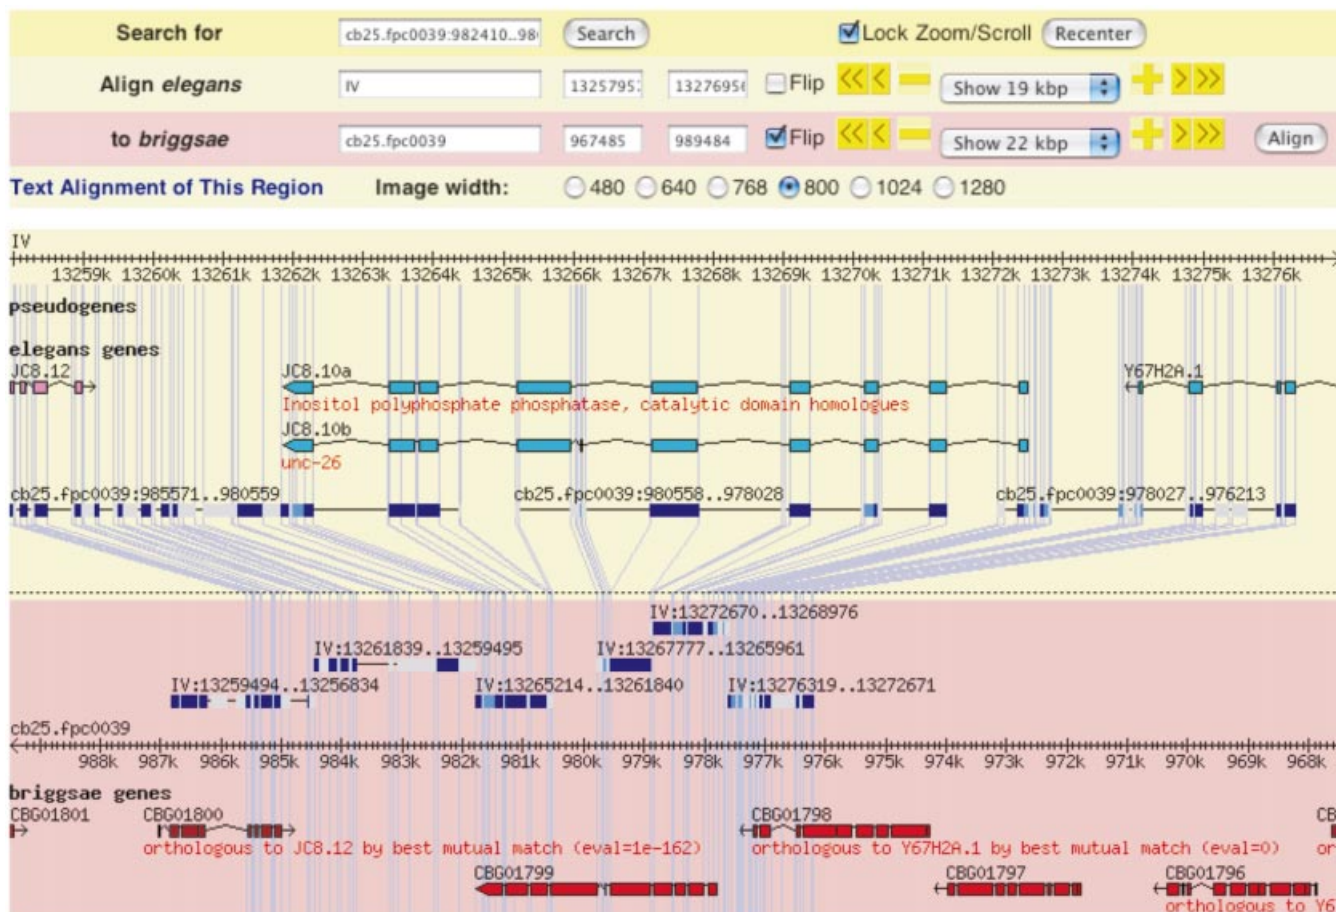 Search for cb25.fpc0039:982410..98 Search Lock Zoom/Scroll Recenter
Align elegans IV 1325795 1327695 Flip << < − Show 19 kbp + > >>
to briggsae cb25.fpc0039 967485 989484 Flip << < − Show 22 kbp + > >> Align
Text Alignment of This Region Image width: 480 640 768 800 1024 1280
IV
13259k 13260k 13261k 13262k 13263k 13264k 13265k 13266k 13267k 13268k 13269k 13270k 13271k 13272k 13273k 13274k 13275k 13276k
pseudogenes
elegans genes
JC8.12 JC8.10a Y67H2A.1
Inositol polyphosphate phosphatase, catalytic domain homologues
JC8.10b
unc-26
cb25.fpc0039:985571..980559 cb25.fpc0039:980558..978028 cb25.fpc0039:978027..976213
IV:13272670..13268976
IV:13261839..13259495 IV:13267777..13265961
IV:13259494..13256834 IV:13265214..13261840 IV:13276319..13272671
cb25.fpc0039
988k 987k 986k 985k 984k 983k 982k 981k 980k 979k 978k 977k 976k 975k 974k 973k 972k 971k 970k 969k 968k
briggsae genes
CBG01801 CBG01800 CBG01798 CB
orthologous to JC8.12 by best mutual match (eval=1e-162) orthologous to Y67H2A.1 by best mutual match (eval=0) or
CBG01799 CBG01797 CBG01796
orthologous to Y6